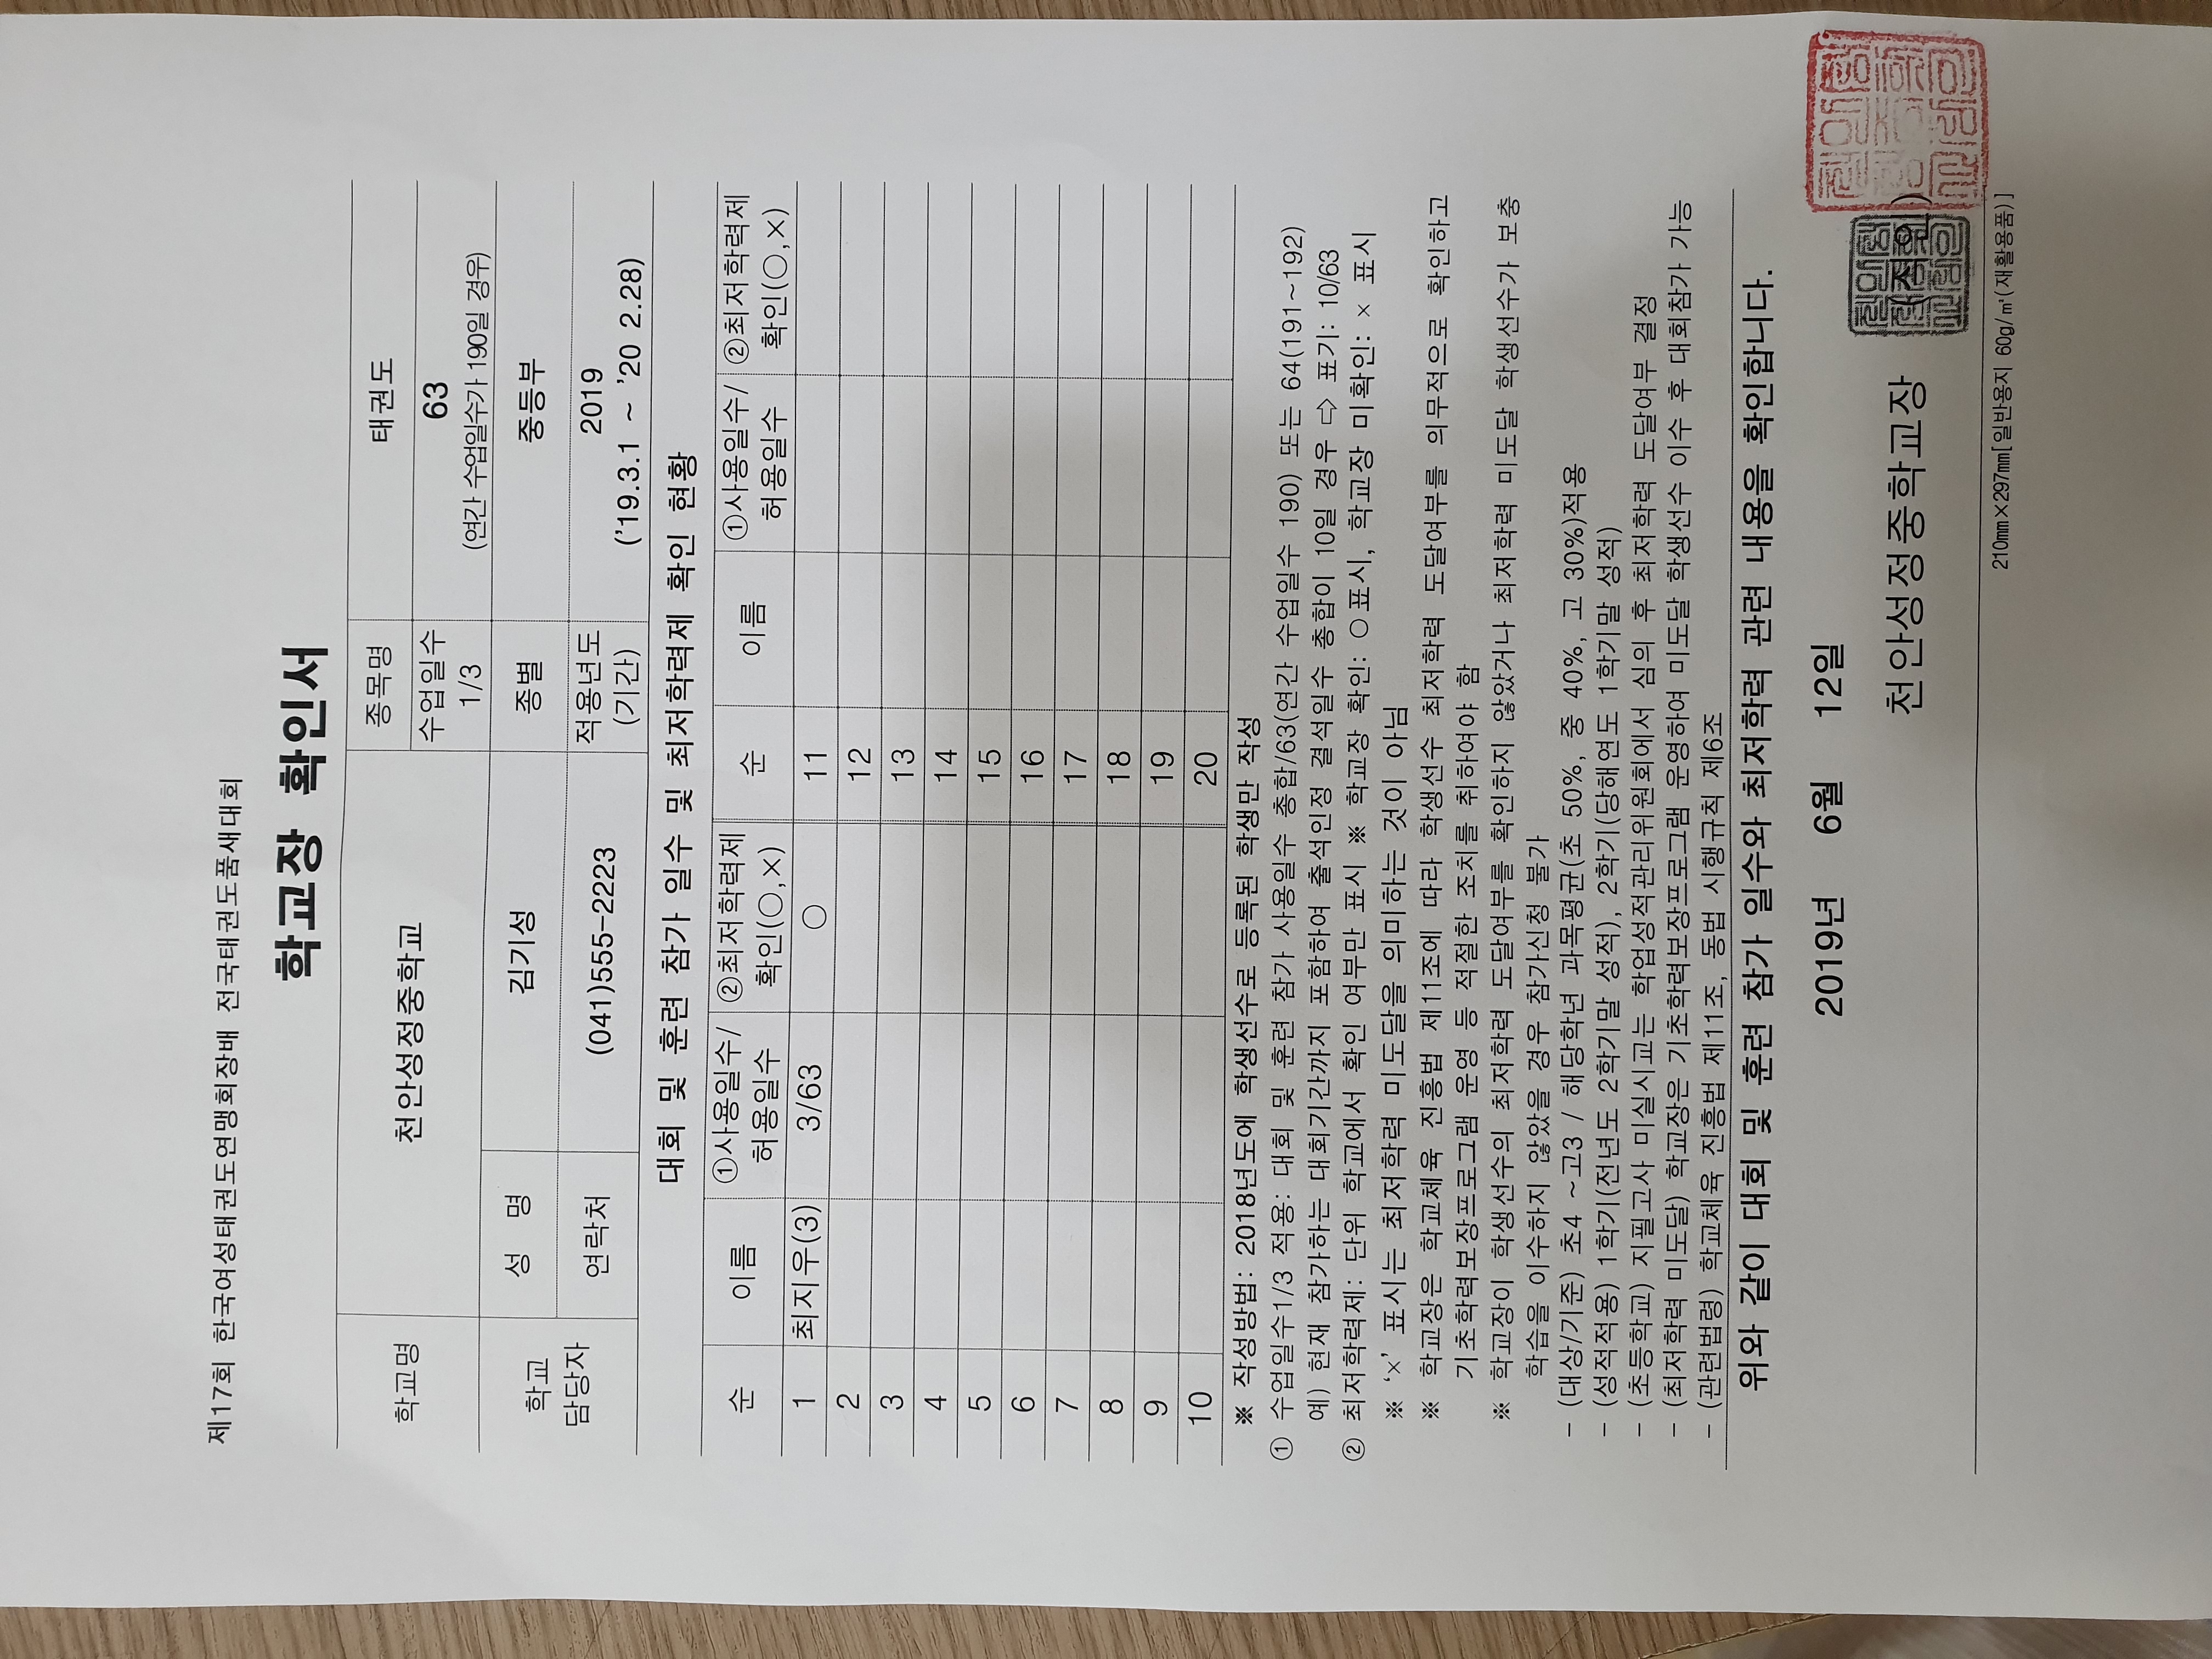 제17회 한국여성태권도연맹회장배 전국태권도품새대회
학교장 확인서
학교명 천안성정중학교 종목명 태권도
수업일수 1/3 63
(연간 수업일수가 190일 경우)
학교 담당자 성 명 김기성 종별 중등부
연락처 (041)555-2223 적용년도 (기간) 2019
('19.3.1 ~ '20 2.28)
대회 및 훈련 참가 일수 및 최저학력제 확인 현황
순 이름 ①사용일수/허용일수 ②최저학력제 확인(○,×) 순 이름 ①사용일수/허용일수 ②최저학력제 확인(○,×)
1 최지우(3) 3/63 ○ 11
2 12
3 13
4 14
5 15
6 16
7 17
8 18
9 19
10 20
※ 작성방법: 2018년도에 학생선수로 등록된 학생만 작성
① 수업일수1/3 적용: 대회 및 훈련 참가 사용일수 총합/63(연간 수업일수 190) 또는 64(191~192)
예) 현재 참가하는 대회기간까지 포함하여 출석인정 결석일수 총합이 10일 경우 ⇨ 표기: 10/63
② 최저학력제: 단위 학교에서 확인 여부만 표시 ※ 학교장 확인: ○ 표시, 학교장 미확인: × 표시
※ '×' 표시는 최저학력 미도달을 의미하는 것이 아님
※ 학교장은 학교체육 진흥법 제11조에 따라 학생선수 최저학력 도달여부를 의무적으로 확인하고
기초학력보장프로그램 운영 등 적절한 조치를 취하여야 함
※ 학교장이 학생선수의 최저학력 도달여부를 확인하지 않았거나 최저학력 미도달 학생선수가 보충
학습을 이수하지 않았을 경우 참가신청 불가
- (대상/기준) 초4 ~고3 / 해당학년 과목평균(초 50%, 중 40%, 고 30%)적용
- (성적적용) 1학기(전년도 2학기말 성적), 2학기(당해연도 1학기말 성적)
- (초등학교) 지필고사 미실시교는 학업성적관리위원회에서 심의 후 최저학력 도달여부 결정
- (최저학력 미도달) 학교장은 기초학력보장프로그램 운영하여 미도달 학생선수 이수 후 대회참가 가능
- (관련법령) 학교체육 진흥법 제11조, 동법 시행규칙 제6조
위와 같이 대회 및 훈련 참가 일수와 최저학력 관련 내용을 확인합니다.
2019년 6월 12일
천안성정중학교장 (직인)
210mm×297mm[일반용지 60g/㎡(재활용품)]